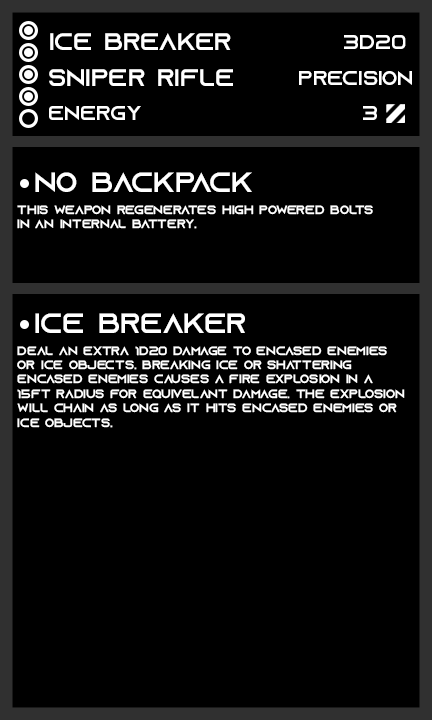 ICE BREAKER 3D20
SNIPER RIFLE PRECISION
ENERGY 3
•NO BACKPACK
THIS WEAPON REGENERATES HIGH POWERED BOLTS
IN AN INTERNAL BATTERY.
•ICE BREAKER
DEAL AN EXTRA 1D20 DAMAGE TO ENCASED ENEMIES
OR ICE OBJECTS. BREAKING ICE OR SHATTERING
ENCASED ENEMIES CAUSES A FIRE EXPLOSION IN A
15FT RADIUS FOR EQUIVELANT DAMAGE. THE EXPLOSION
WILL CHAIN AS LONG AS IT HITS ENCASED ENEMIES OR
ICE OBJECTS.